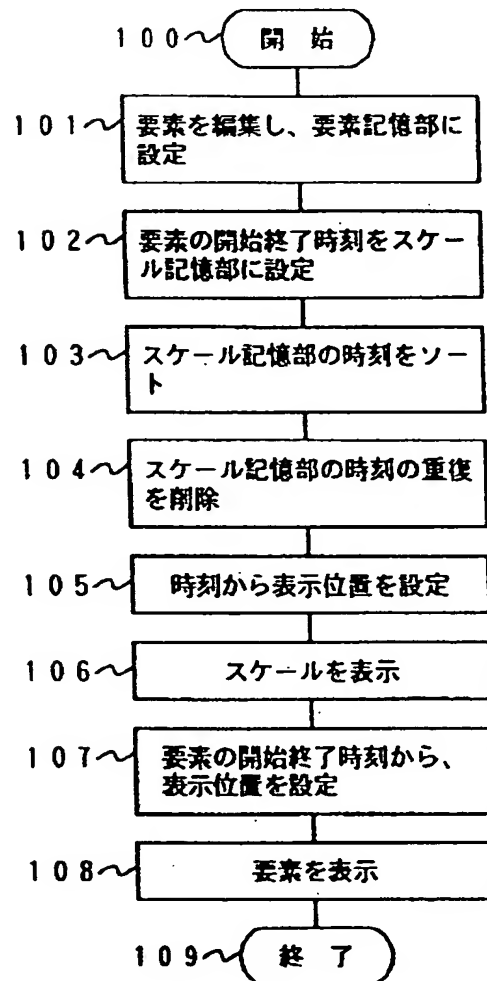 100 開始
101 要素を編集し、要素記憶部に
設定
102 要素の開始終了時刻をスケー
ル記憶部に設定
103 スケール記憶部の時刻をソー
ト
104 スケール記憶部の時刻の重復
を削除
105 時刻から表示位置を設定
106 スケールを表示
107 要素の開始終了時刻から、
表示位置を設定
108 要素を表示
109 終了